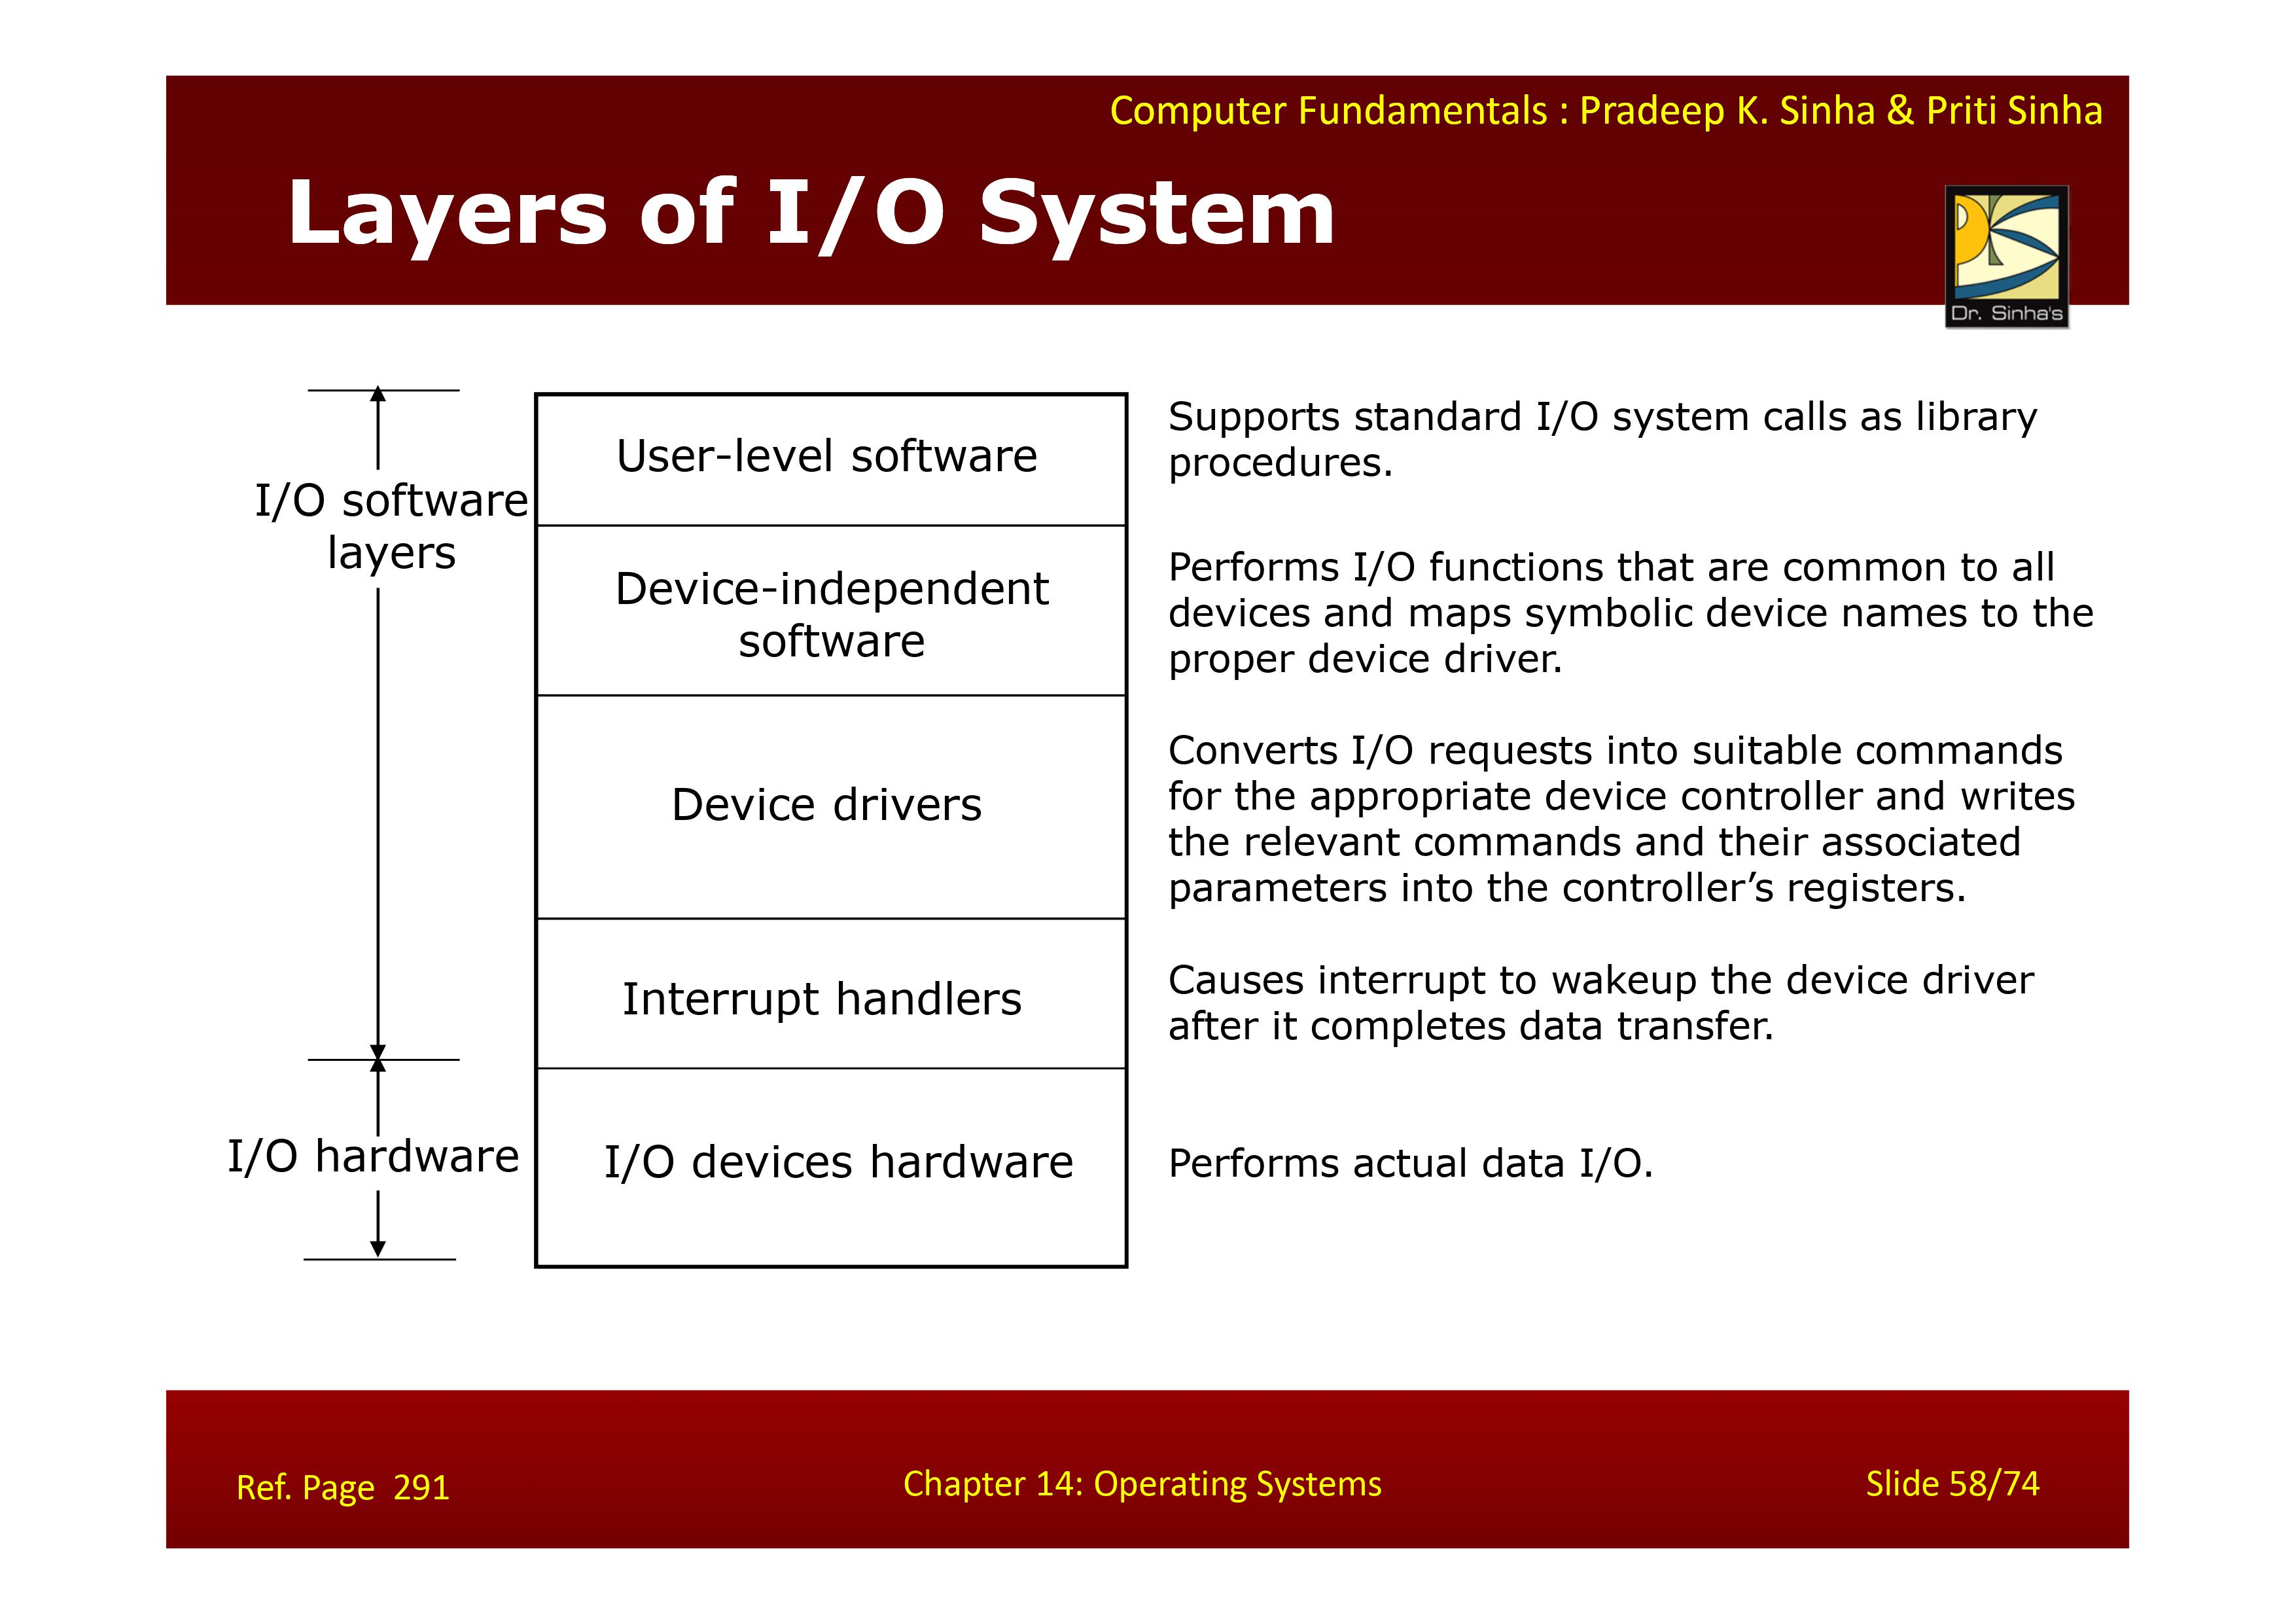 Computer Fundamentals : Pradeep K. Sinha & Priti Sinha
Layers of I/O System
Dr. Sinha's
I/O software
layers
I/O hardware
User-level software
Supports standard I/O system calls as library
procedures.
Device-independent
software
Performs I/O functions that are common to all
devices and maps symbolic device names to the
proper device driver.
Device drivers
Converts I/O requests into suitable commands
for the appropriate device controller and writes
the relevant commands and their associated
parameters into the controller’s registers.
Interrupt handlers
Causes interrupt to wakeup the device driver
after it completes data transfer.
I/O devices hardware
Performs actual data I/O.
Ref. Page 291
Chapter 14: Operating Systems
Slide 58/74